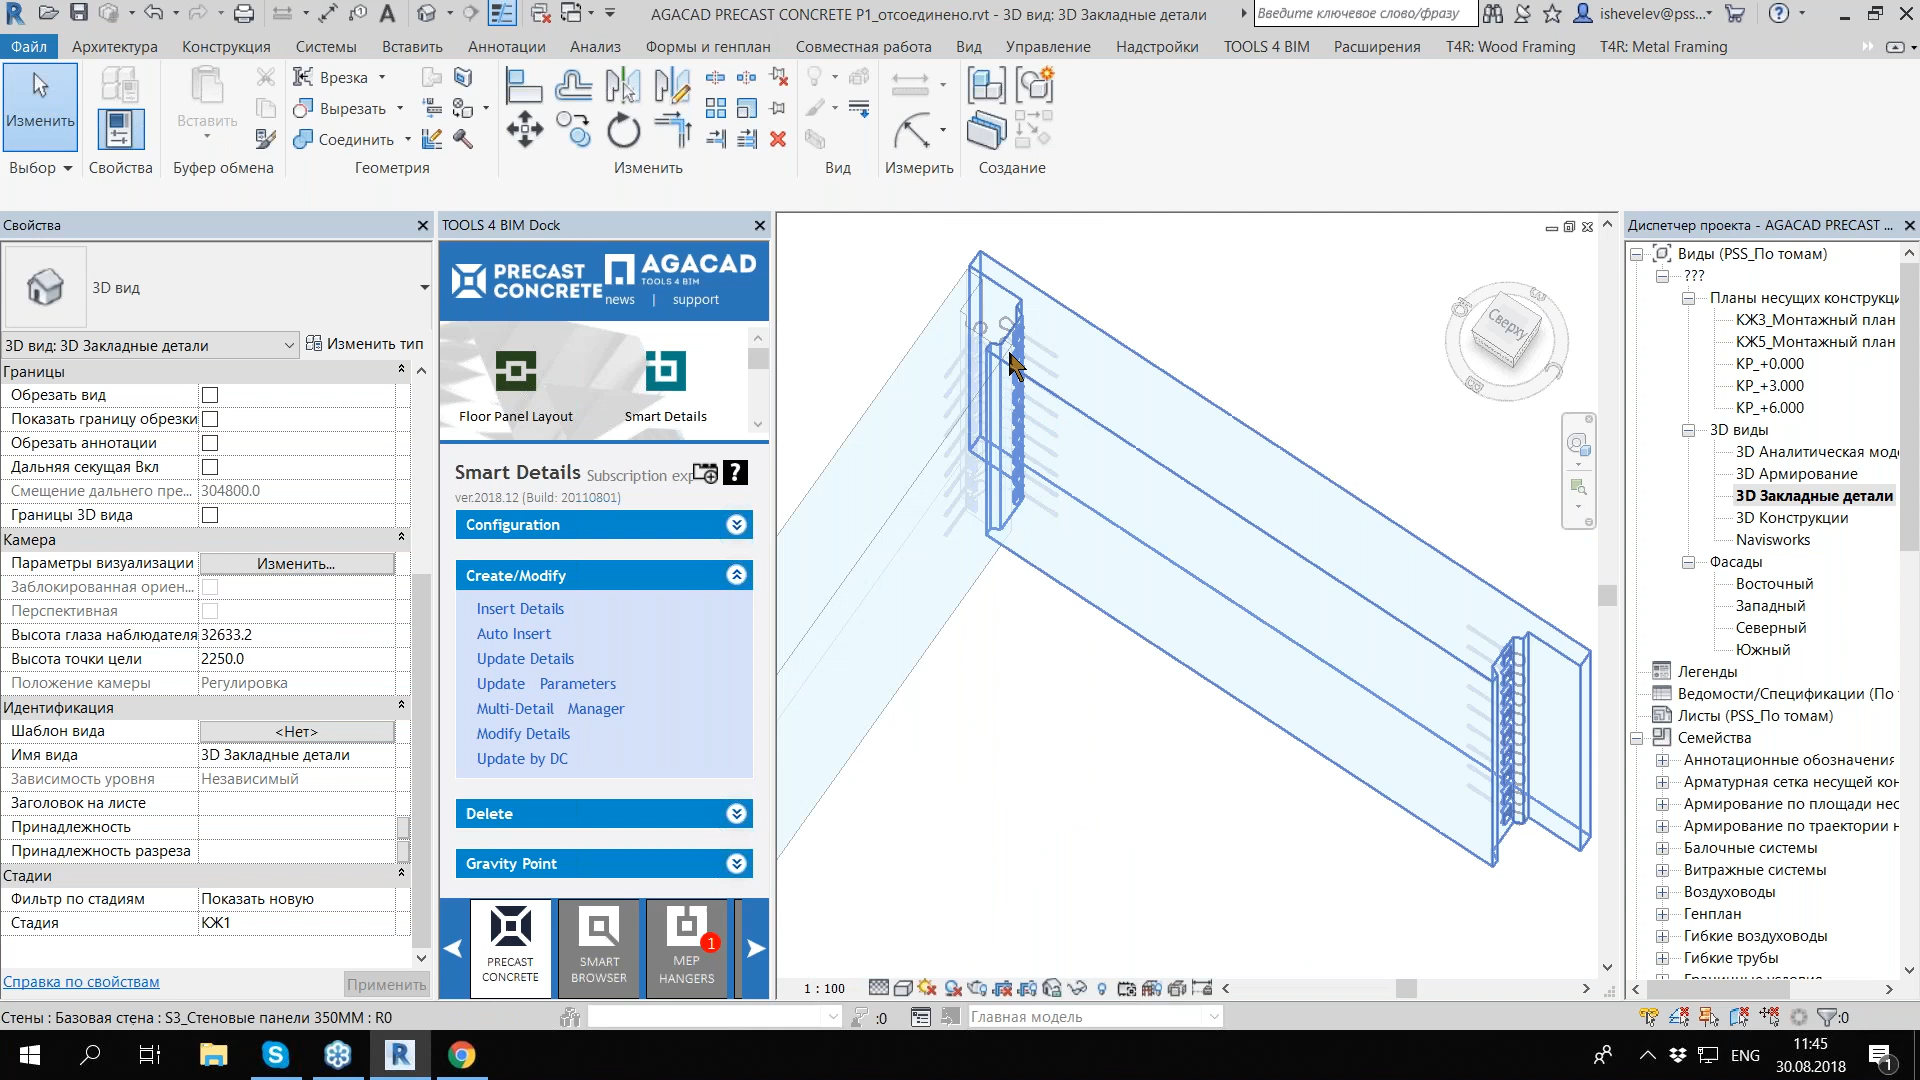 AGACAD PRECAST CONCRETE P1_отсоединено.rvt - 3D вид: 3D Закладные детали
Введите ключевое слово/фразу
ishevelev@pss...
Файл Архитектура Конструкция Системы Вставить Аннотации Анализ Формы и генплан Совместная работа Вид Управление Надстройки TOOLS 4 BIM Расширения T4R: Wood Framing T4R: Metal Framing
Изменить
Вставить
Врезка
Вырезать
Соединить
Выбор Свойства Буфер обмена Геометрия Изменить Вид Измерить Создание
Свойства
3D вид
3D вид: 3D Закладные детали
Изменить тип
Границы
Обрезать вид
Показать границу обрезки
Обрезать аннотации
Дальняя секущая Вкл
Смещение дальнего пре... 304800.0
Границы 3D вида
Камера
Параметры визуализации Изменить...
Заблокированная ориен...
Перспективная
Высота глаза наблюдателя 32633.2
Высота точки цели 2250.0
Положение камеры Регулировка
Идентификация
Шаблон вида <Нет>
Имя вида 3D Закладные детали
Зависимость уровня Независимый
Заголовок на листе
Принадлежность
Принадлежность разреза
Стадии
Фильтр по стадиям Показать новую
Стадия КЖ1
Справка по свойствам
Применить
TOOLS 4 BIM Dock
PRECAST CONCRETE
AGACAD
TOOLS 4 BIM
news | support
Floor Panel Layout
Smart Details
Smart Details Subscription exp
ver.2018.12 (Build: 20110801)
Configuration
Create/Modify
Insert Details
Auto Insert
Update Details
Update Parameters
Multi-Detail Manager
Modify Details
Update by DC
Delete
Gravity Point
PRECAST CONCRETE
SMART BROWSER
MEP HANGERS
1
Сверху
1 : 100
Диспетчер проекта - AGACAD PRECAST ...
Виды (PSS_По томам)
???
Планы несущих конструкци
КЖ3_Монтажный план
КЖ5_Монтажный план
КР_+0.000
КР_+3.000
КР_+6.000
3D виды
3D Аналитическая мод
3D Армирование
3D Закладные детали
3D Конструкции
Navisworks
Фасады
Восточный
Западный
Северный
Южный
Легенды
Ведомости/Спецификации (По
Листы (PSS_По томам)
Семейства
Аннотационные обозначения
Арматурная сетка несущей кон
Армирование по площади нес
Армирование по траектории н
Балочные системы
Витражные системы
Воздуховоды
Генплан
Гибкие воздуховоды
Гибкие трубы
Стены : Базовая стена : S3_Стеновые панели 350ММ : R0
:0
Главная модель
:0
ENG
11:45
30.08.2018
1